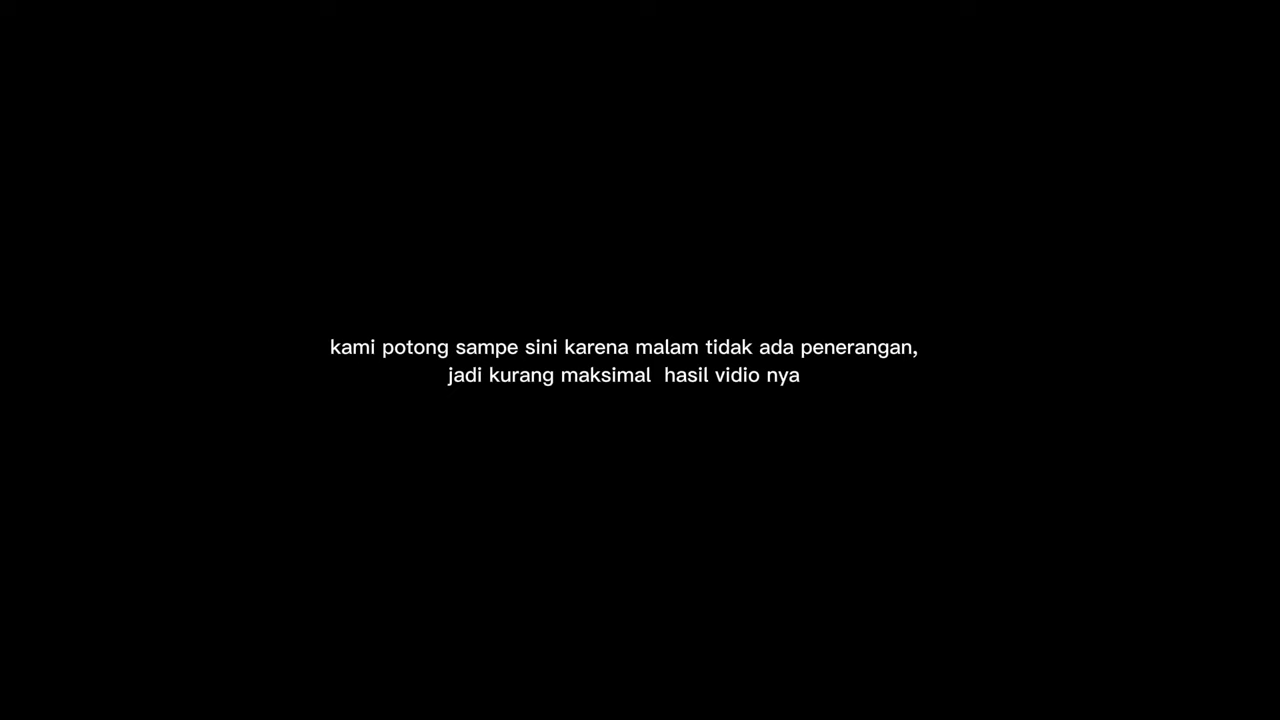 kami potong sampe sini karena malam tidak ada penerangan,
jadi kurang maksimal  hasil vidio nya